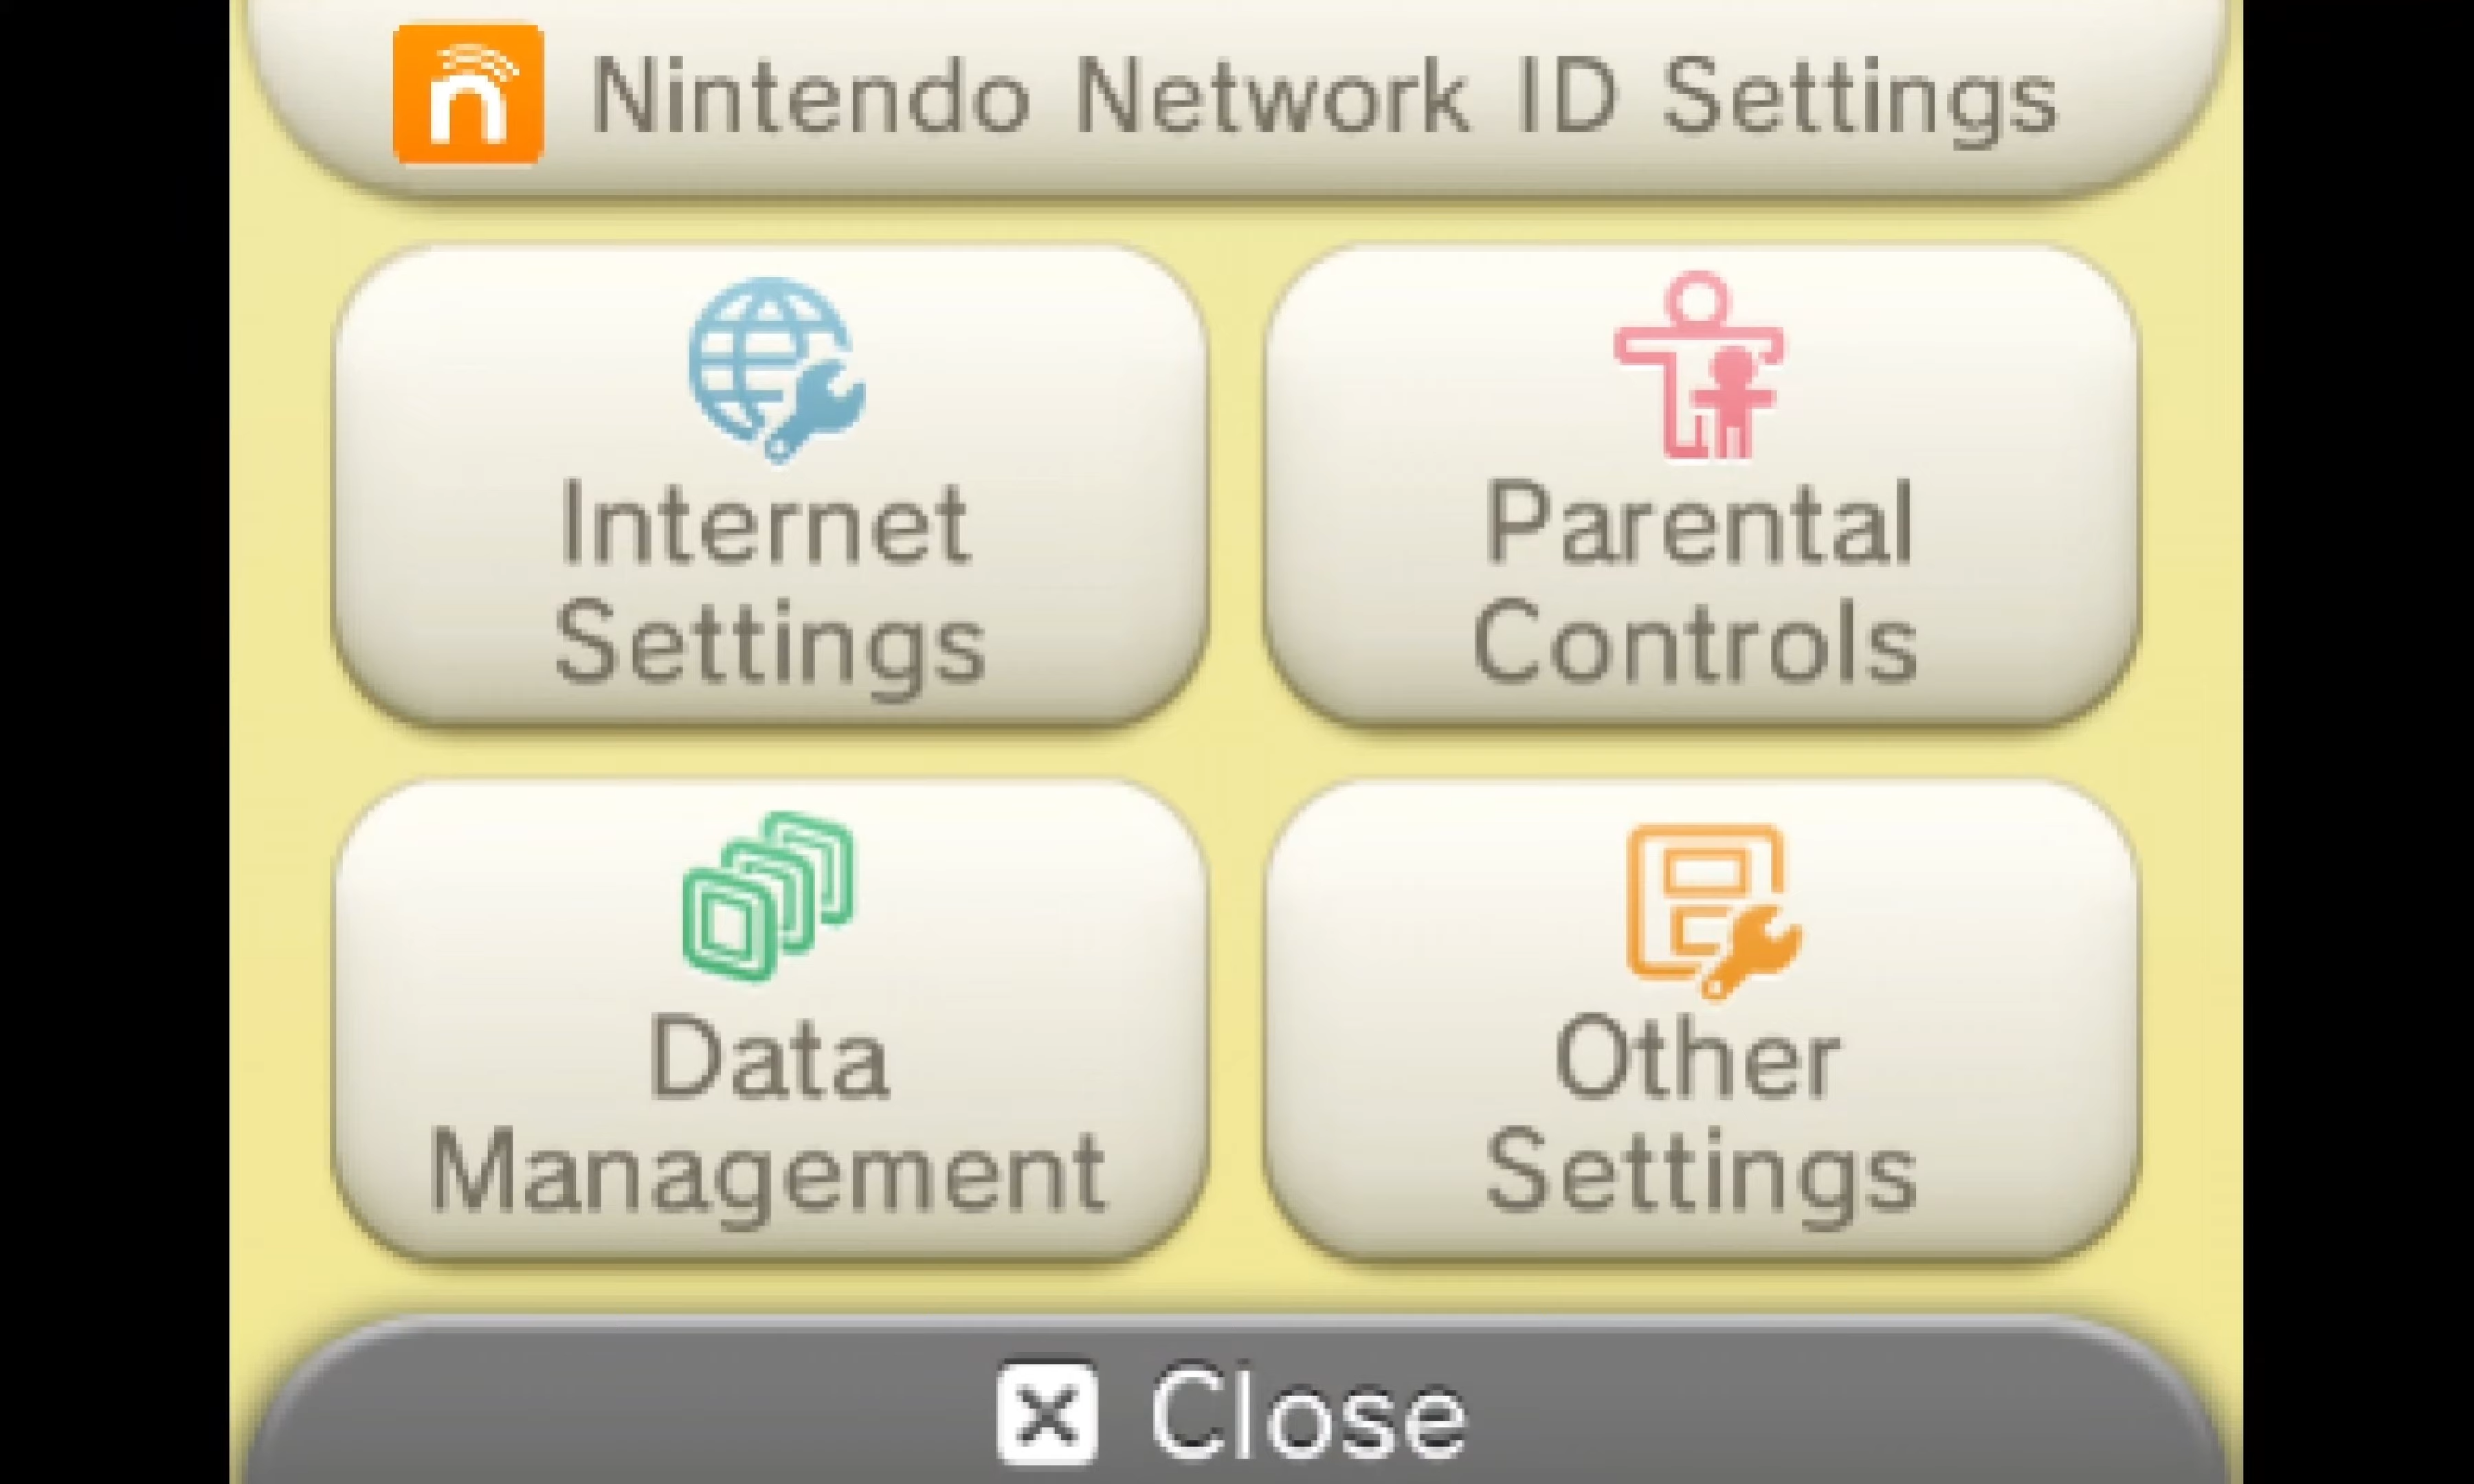 Nintendo Network ID Settings
Internet
Settings
Parental
Controls
Data
Management
Other
Settings
Close